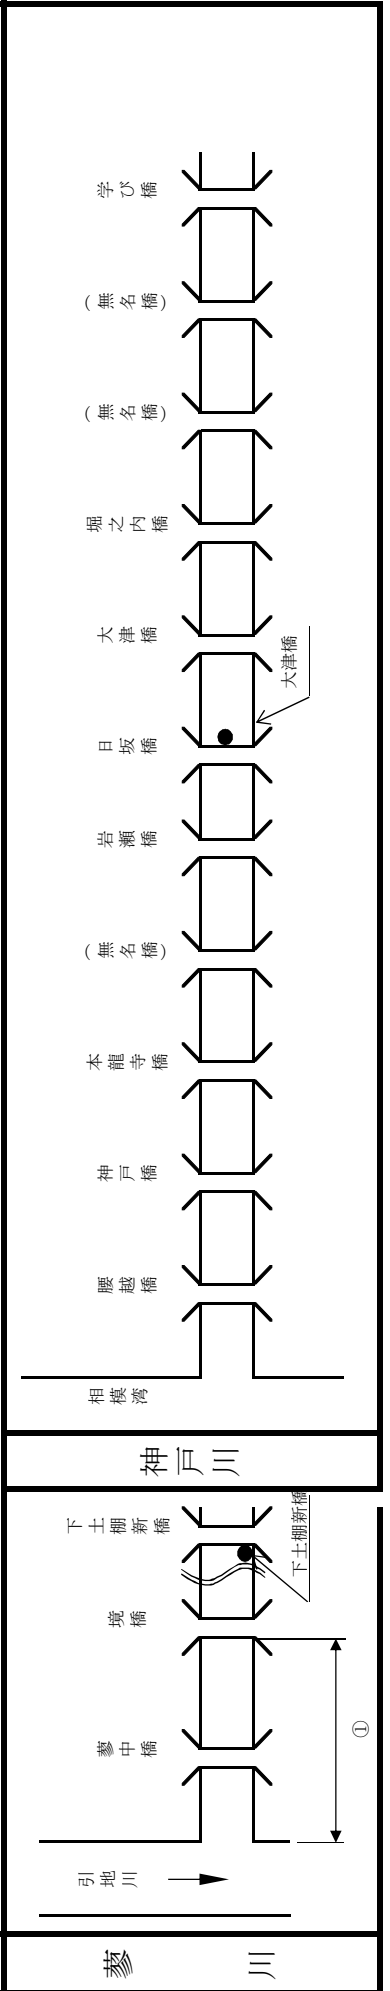 学び橋
(無名橋)
(無名橋)
堀之内橋
大津橋
日坂橋
大津橋
岩瀬橋
(無名橋)
本龍寺橋
神戸橋
腰越橋
相模湾
神戸川
下土棚新橋
下土棚新橋
境橋
蓼中橋
①
引地川
蓼川